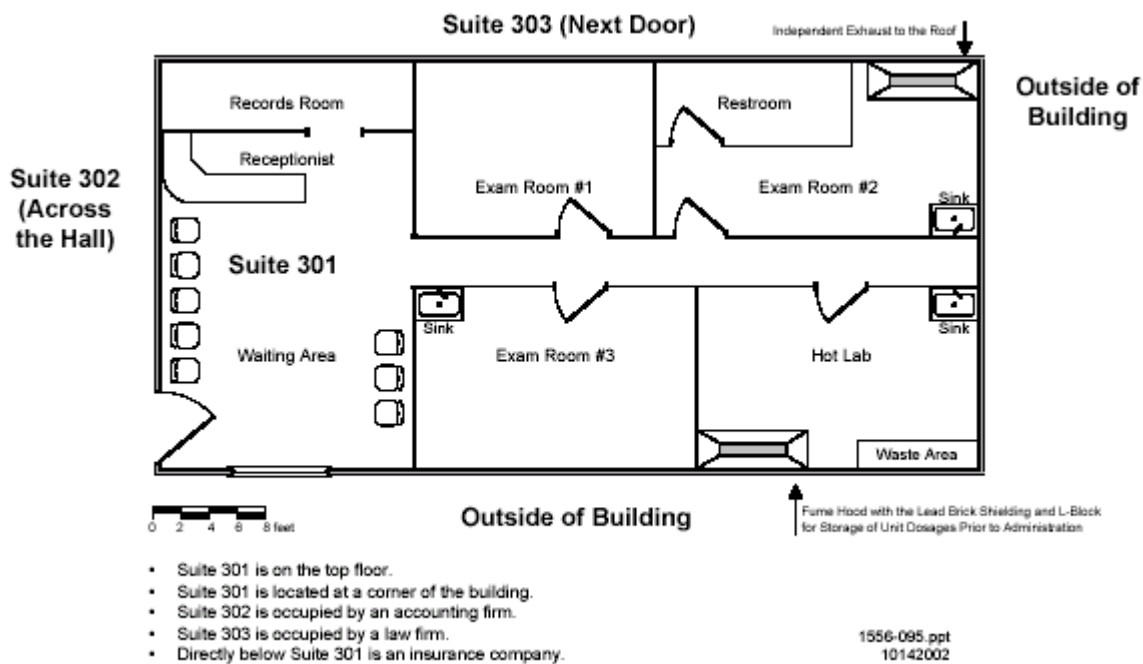 Suite 303 (Next Door)
Independent Exhaust to the Roof
Outside of
Building
Records Room
Restroom
Receptionist
Suite 302
(Across
the Hall)
Exam Room #1
Exam Room #2
Sink
Suite 301
Sink
Sink
Waiting Area
Exam Room #3
Hot Lab
Waste Area
0 2 4 6 8 feet
Outside of Building
Fume Hood with the Lead Brick Shielding and L-Block
for Storage of Unit Dosages Prior to Administration
• Suite 301 is on the top floor.
• Suite 301 is located at a corner of the building.
• Suite 302 is occupied by an accounting firm.
• Suite 303 is occupied by a law firm.
• Directly below Suite 301 is an insurance company.
1556-095.ppt
10142002